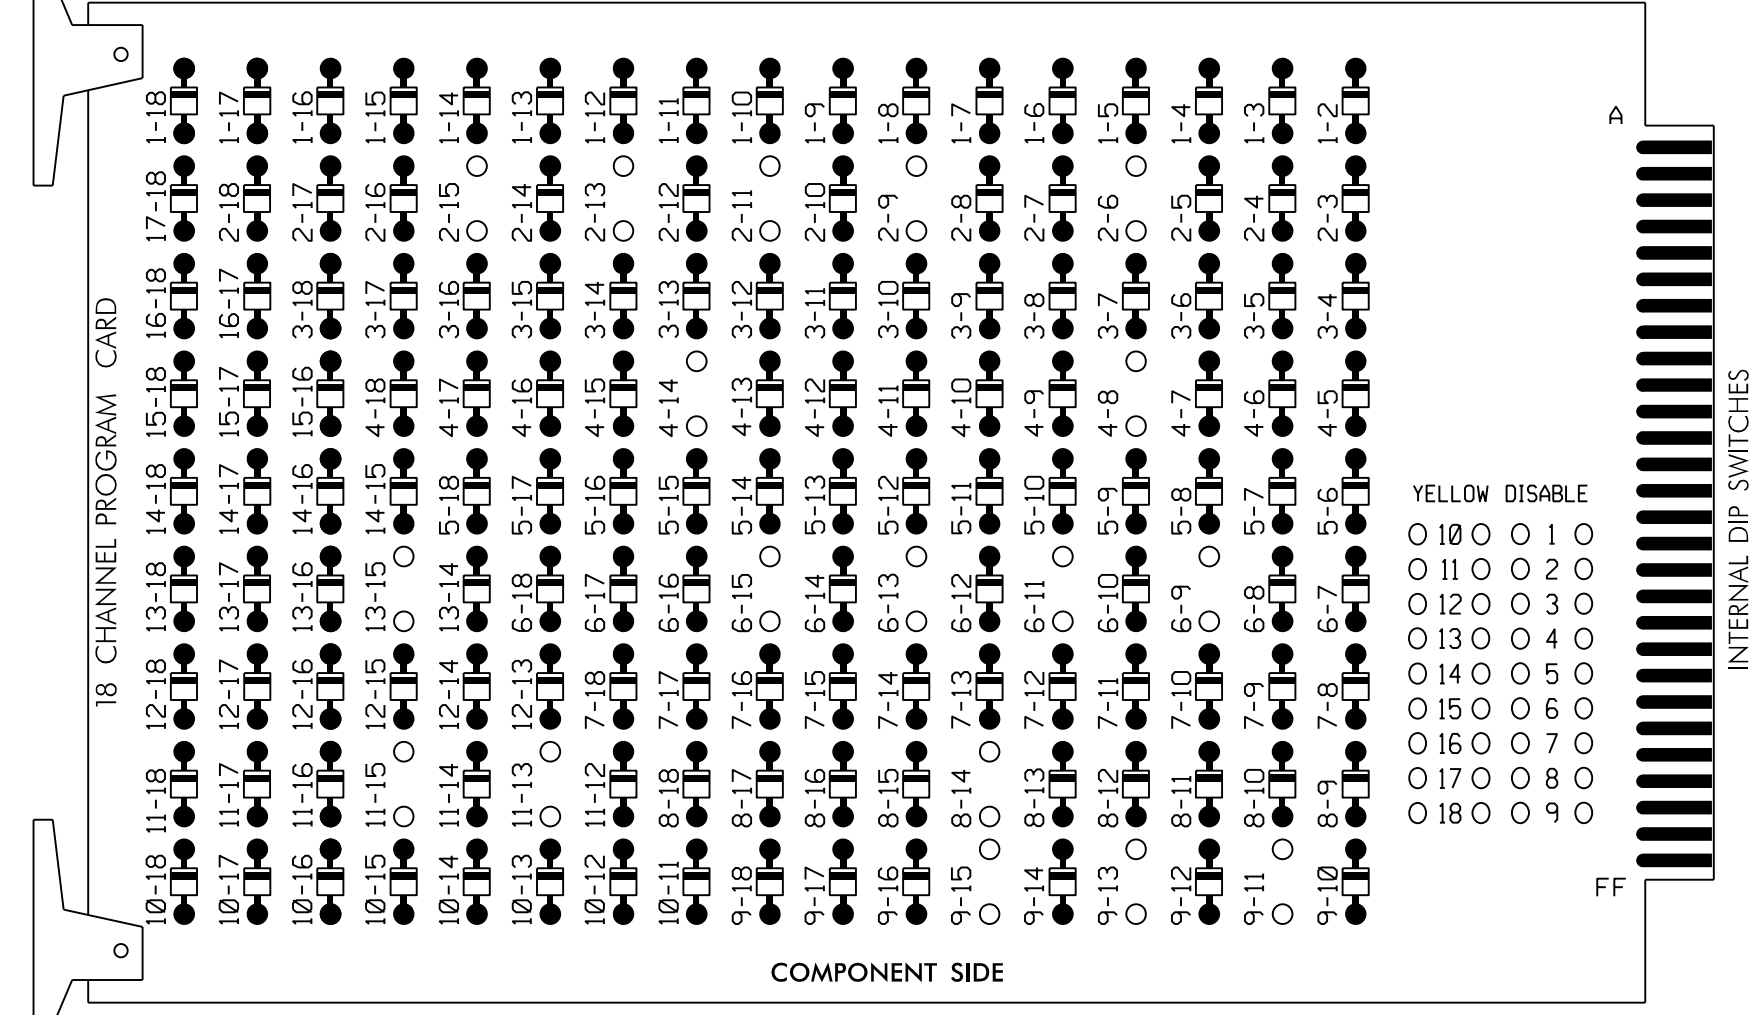 1-18 1-17 1-16 1-15 1-14 1-13 1-12 1-11 1-10 1-9 1-8 1-7 1-6 1-5 1-4 1-3 1-2
17-18 2-18 2-17 2-16 2-15 2-14 2-13 2-12 2-11 2-10 2-9 2-8 2-7 2-6 2-5 2-4 2-3
16-18 16-17 3-18 3-17 3-16 3-15 3-14 3-13 3-12 3-11 3-10 3-9 3-8 3-7 3-6 3-5 3-4
15-18 15-17 15-16 4-18 4-17 4-16 4-15 4-14 4-13 4-12 4-11 4-10 4-9 4-8 4-7 4-6 4-5
14-18 14-17 14-16 14-15 5-18 5-17 5-16 5-15 5-14 5-13 5-12 5-11 5-10 5-9 5-8 5-7 5-6
13-18 13-17 13-16 13-15 13-14 6-18 6-17 6-16 6-15 6-14 6-13 6-12 6-11 6-10 6-9 6-8 6-7
12-18 12-17 12-16 12-15 12-14 12-13 7-18 7-17 7-16 7-15 7-14 7-13 7-12 7-11 7-10 7-9 7-8
11-18 11-17 11-16 11-15 11-14 11-13 11-12 8-18 8-17 8-16 8-15 8-14 8-13 8-12 8-11 8-10 8-9
10-18 10-17 10-16 10-15 10-14 10-13 10-12 10-11 9-18 9-17 9-16 9-15 9-14 9-13 9-12 9-11 9-10
18 CHANNEL PROGRAM CARD
A
YELLOW DISABLE
10 1
11 2
12 3
13 4
14 5
15 6
16 7
17 8
18 9
FF
INTERNAL DIP SWITCHES
COMPONENT SIDE